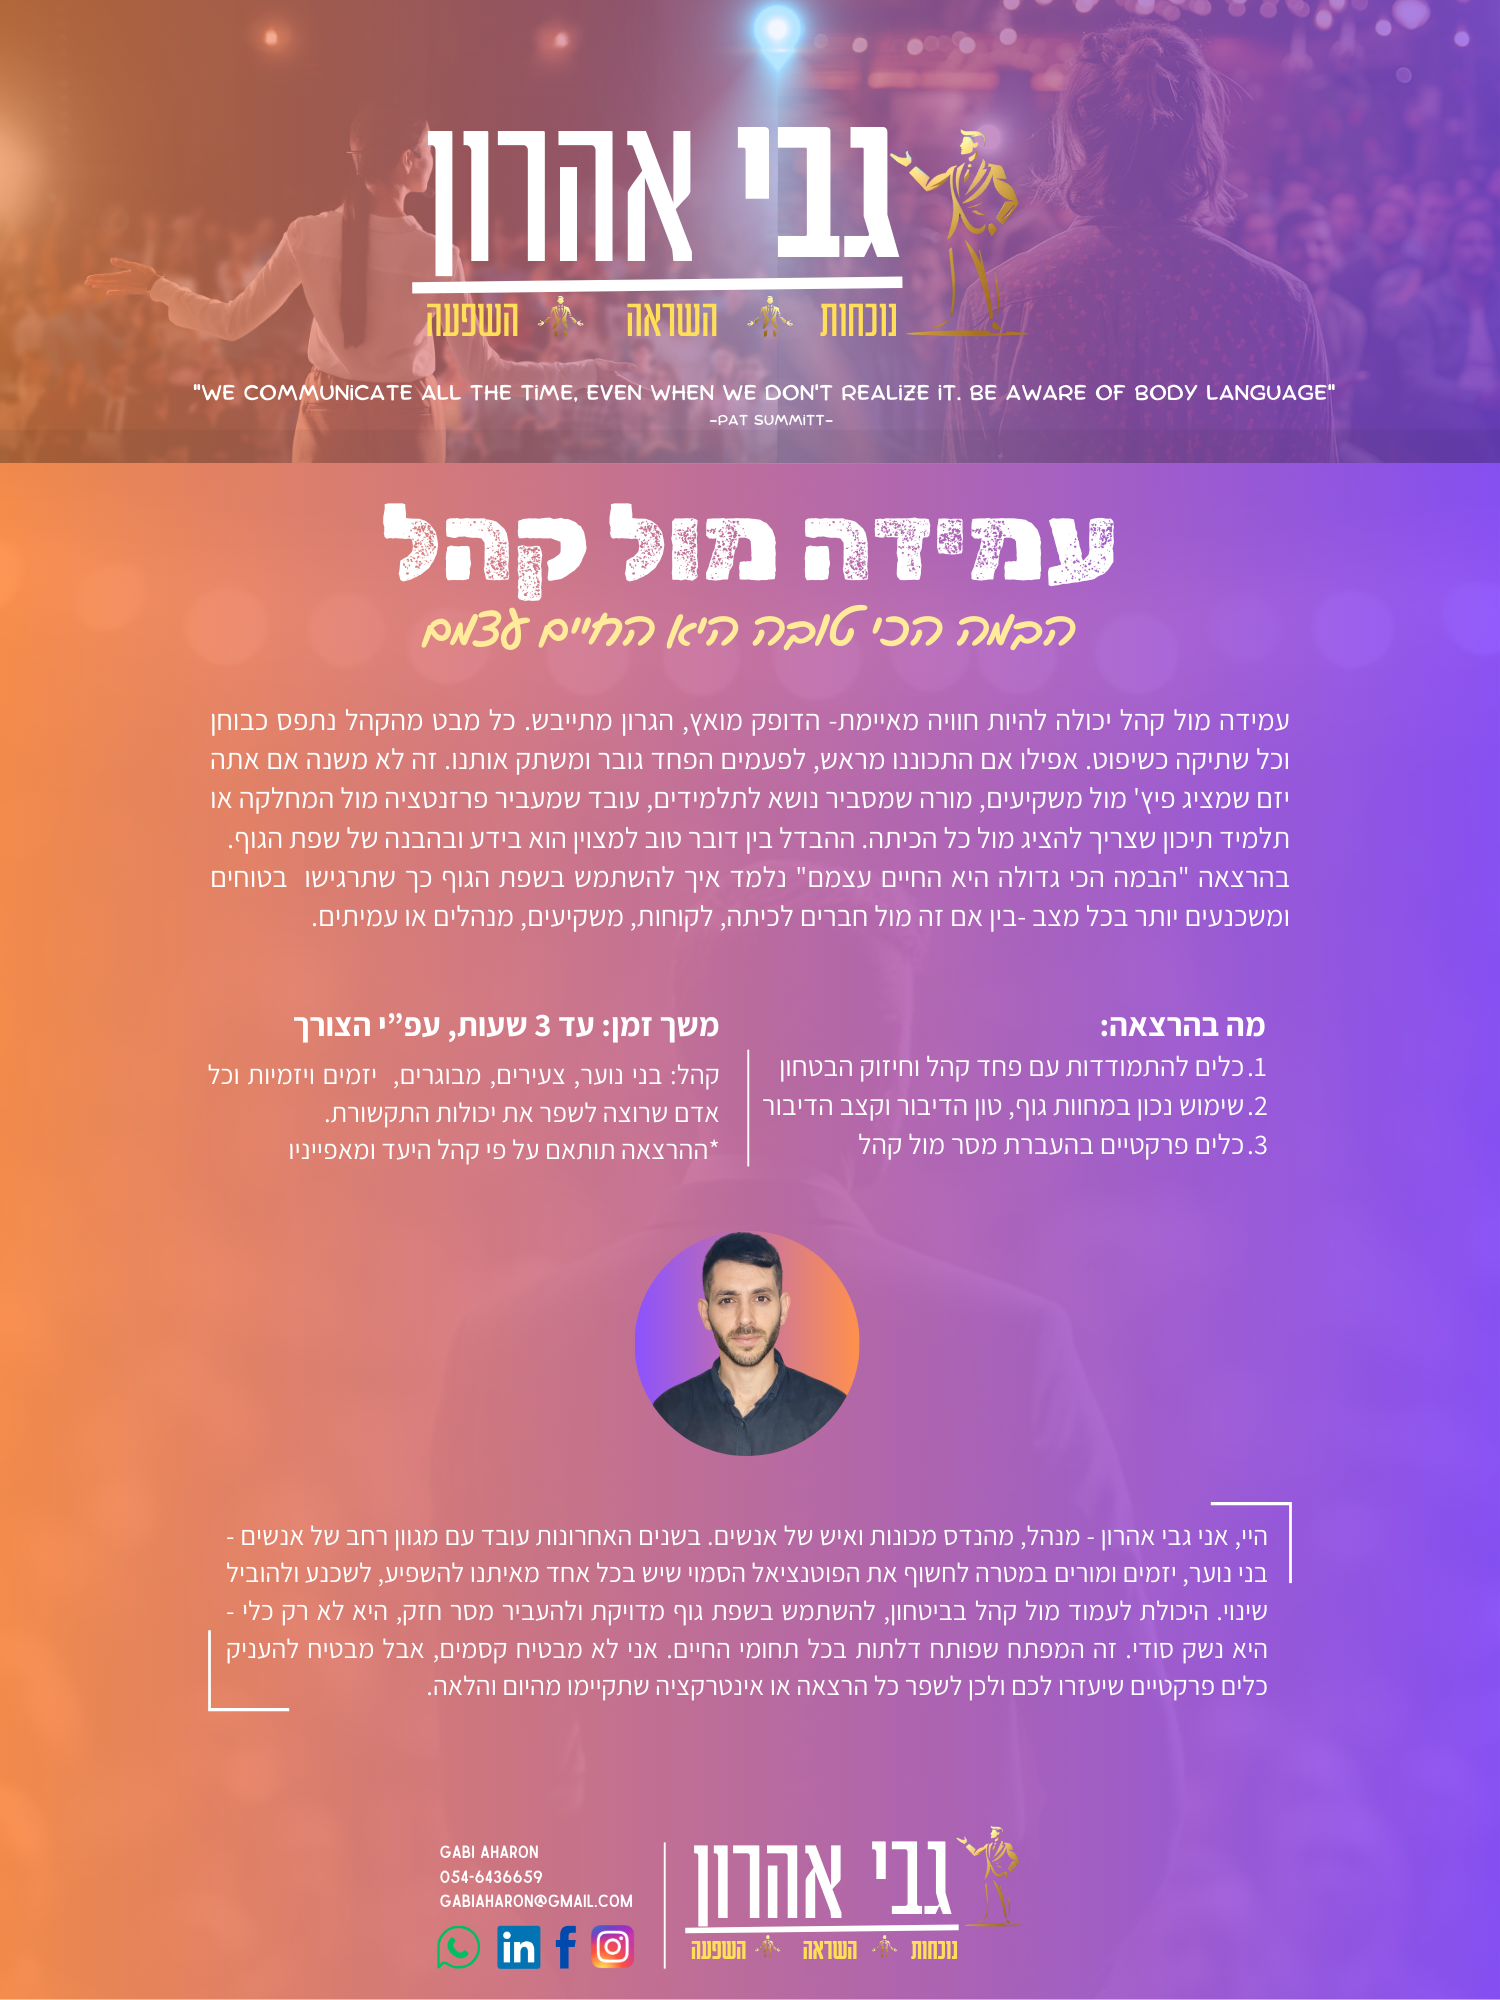 גבי אהרון
נוכחות השראה השפעה
"WE COMMUNICATE ALL THE TIME, EVEN WHEN WE DON'T REALIZE IT. BE AWARE OF BODY LANGUAGE"
-PAT SUMMITT-
עמידה מול קהל
הבמה הכי טובה היא החיים עצמם
עמידה מול קהל יכולה להיות חוויה מאיימת- הדופק מואץ, הגרון מתייבש. כל מבט מהקהל נתפס כבוחן
וכל שתיקה כשיפוט. אפילו אם התכוננו מראש, לפעמים הפחד גובר ומשתק אותנו. זה לא משנה אם אתה
יזם שמציג פיץ' מול משקיעים, מורה שמסביר נושא לתלמידים, עובד שמעביר פרזנטציה מול המחלקה או
תלמיד תיכון שצריך להציג מול כל הכיתה. ההבדל בין דובר טוב למצוין הוא בידע ובהבנה של שפת הגוף.
בהרצאה "הבמה הכי גדולה היא החיים עצמם" נלמד איך להשתמש בשפת הגוף כך שתרגישו בטוחים
ומשכנעים יותר בכל מצב -בין אם זה מול חברים לכיתה, לקוחות, משקיעים, מנהלים או עמיתים.
מה בהרצאה:
1. כלים להתמודדות עם פחד קהל וחיזוק הבטחון
2. שימוש נכון במחוות גוף, טון הדיבור וקצב הדיבור
3. כלים פרקטיים בהעברת מסר מול קהל
משך זמן: עד 3 שעות, עפ”י הצורך
קהל: בני נוער, צעירים, מבוגרים, יזמים ויזמיות וכל
אדם שרוצה לשפר את יכולות התקשורת.
*ההרצאה תותאם על פי קהל היעד ומאפייניו
היי, אני גבי אהרון - מנהל, מהנדס מכונות ואיש של אנשים. בשנים האחרונות עובד עם מגוון רחב של אנשים -
בני נוער, יזמים ומורים במטרה לחשוף את הפוטנציאל הסמוי שיש בכל אחד מאיתנו להשפיע, לשכנע ולהוביל
שינוי. היכולת לעמוד מול קהל בביטחון, להשתמש בשפת גוף מדויקת ולהעביר מסר חזק, היא לא רק כלי -
היא נשק סודי. זה המפתח שפותח דלתות בכל תחומי החיים. אני לא מבטיח קסמים, אבל מבטיח להעניק
כלים פרקטיים שיעזרו לכם ולכן לשפר כל הרצאה או אינטרקציה שתקיימו מהיום והלאה.
גבי אהרון
נוכחות השראה השפעה
GABI AHARON
054-6436659
GABIAHARON@GMAIL.COM
in